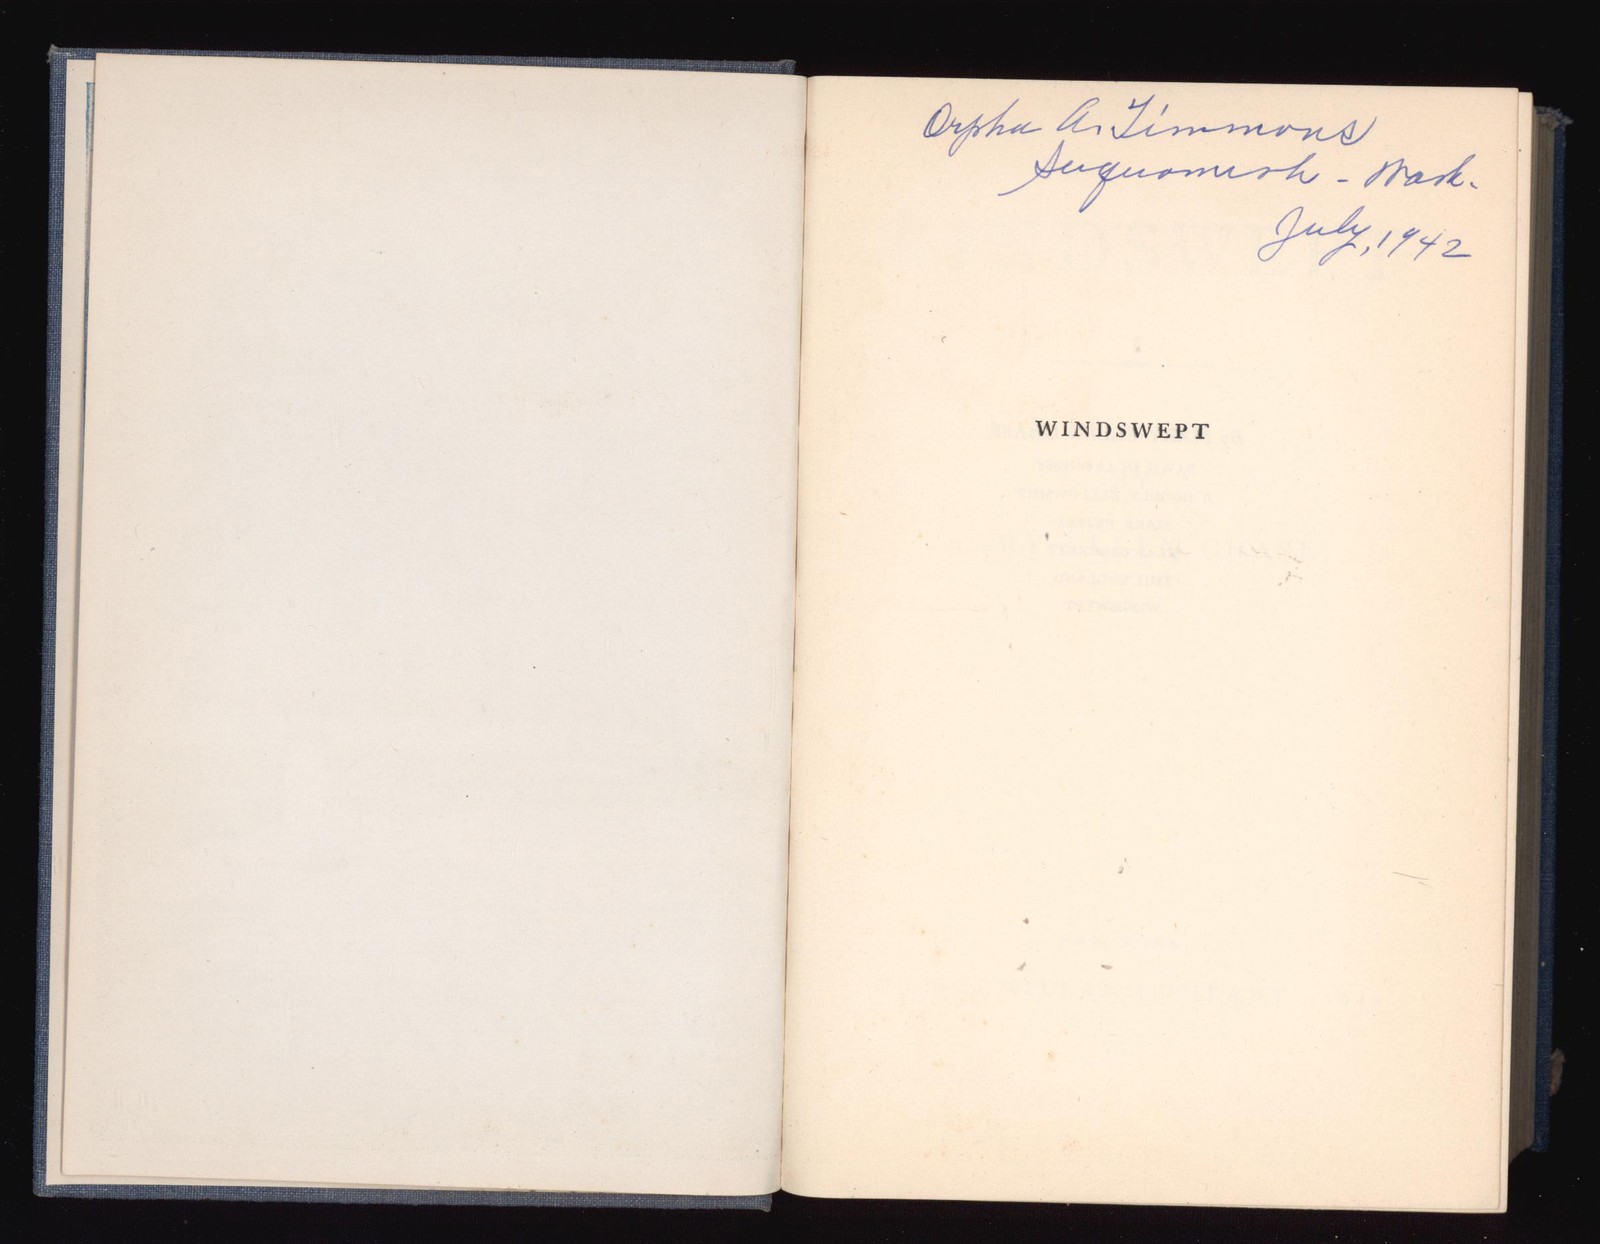 Orpha A. Timmons
Suquamish - Wash.
July, 1942
WINDSWEPT